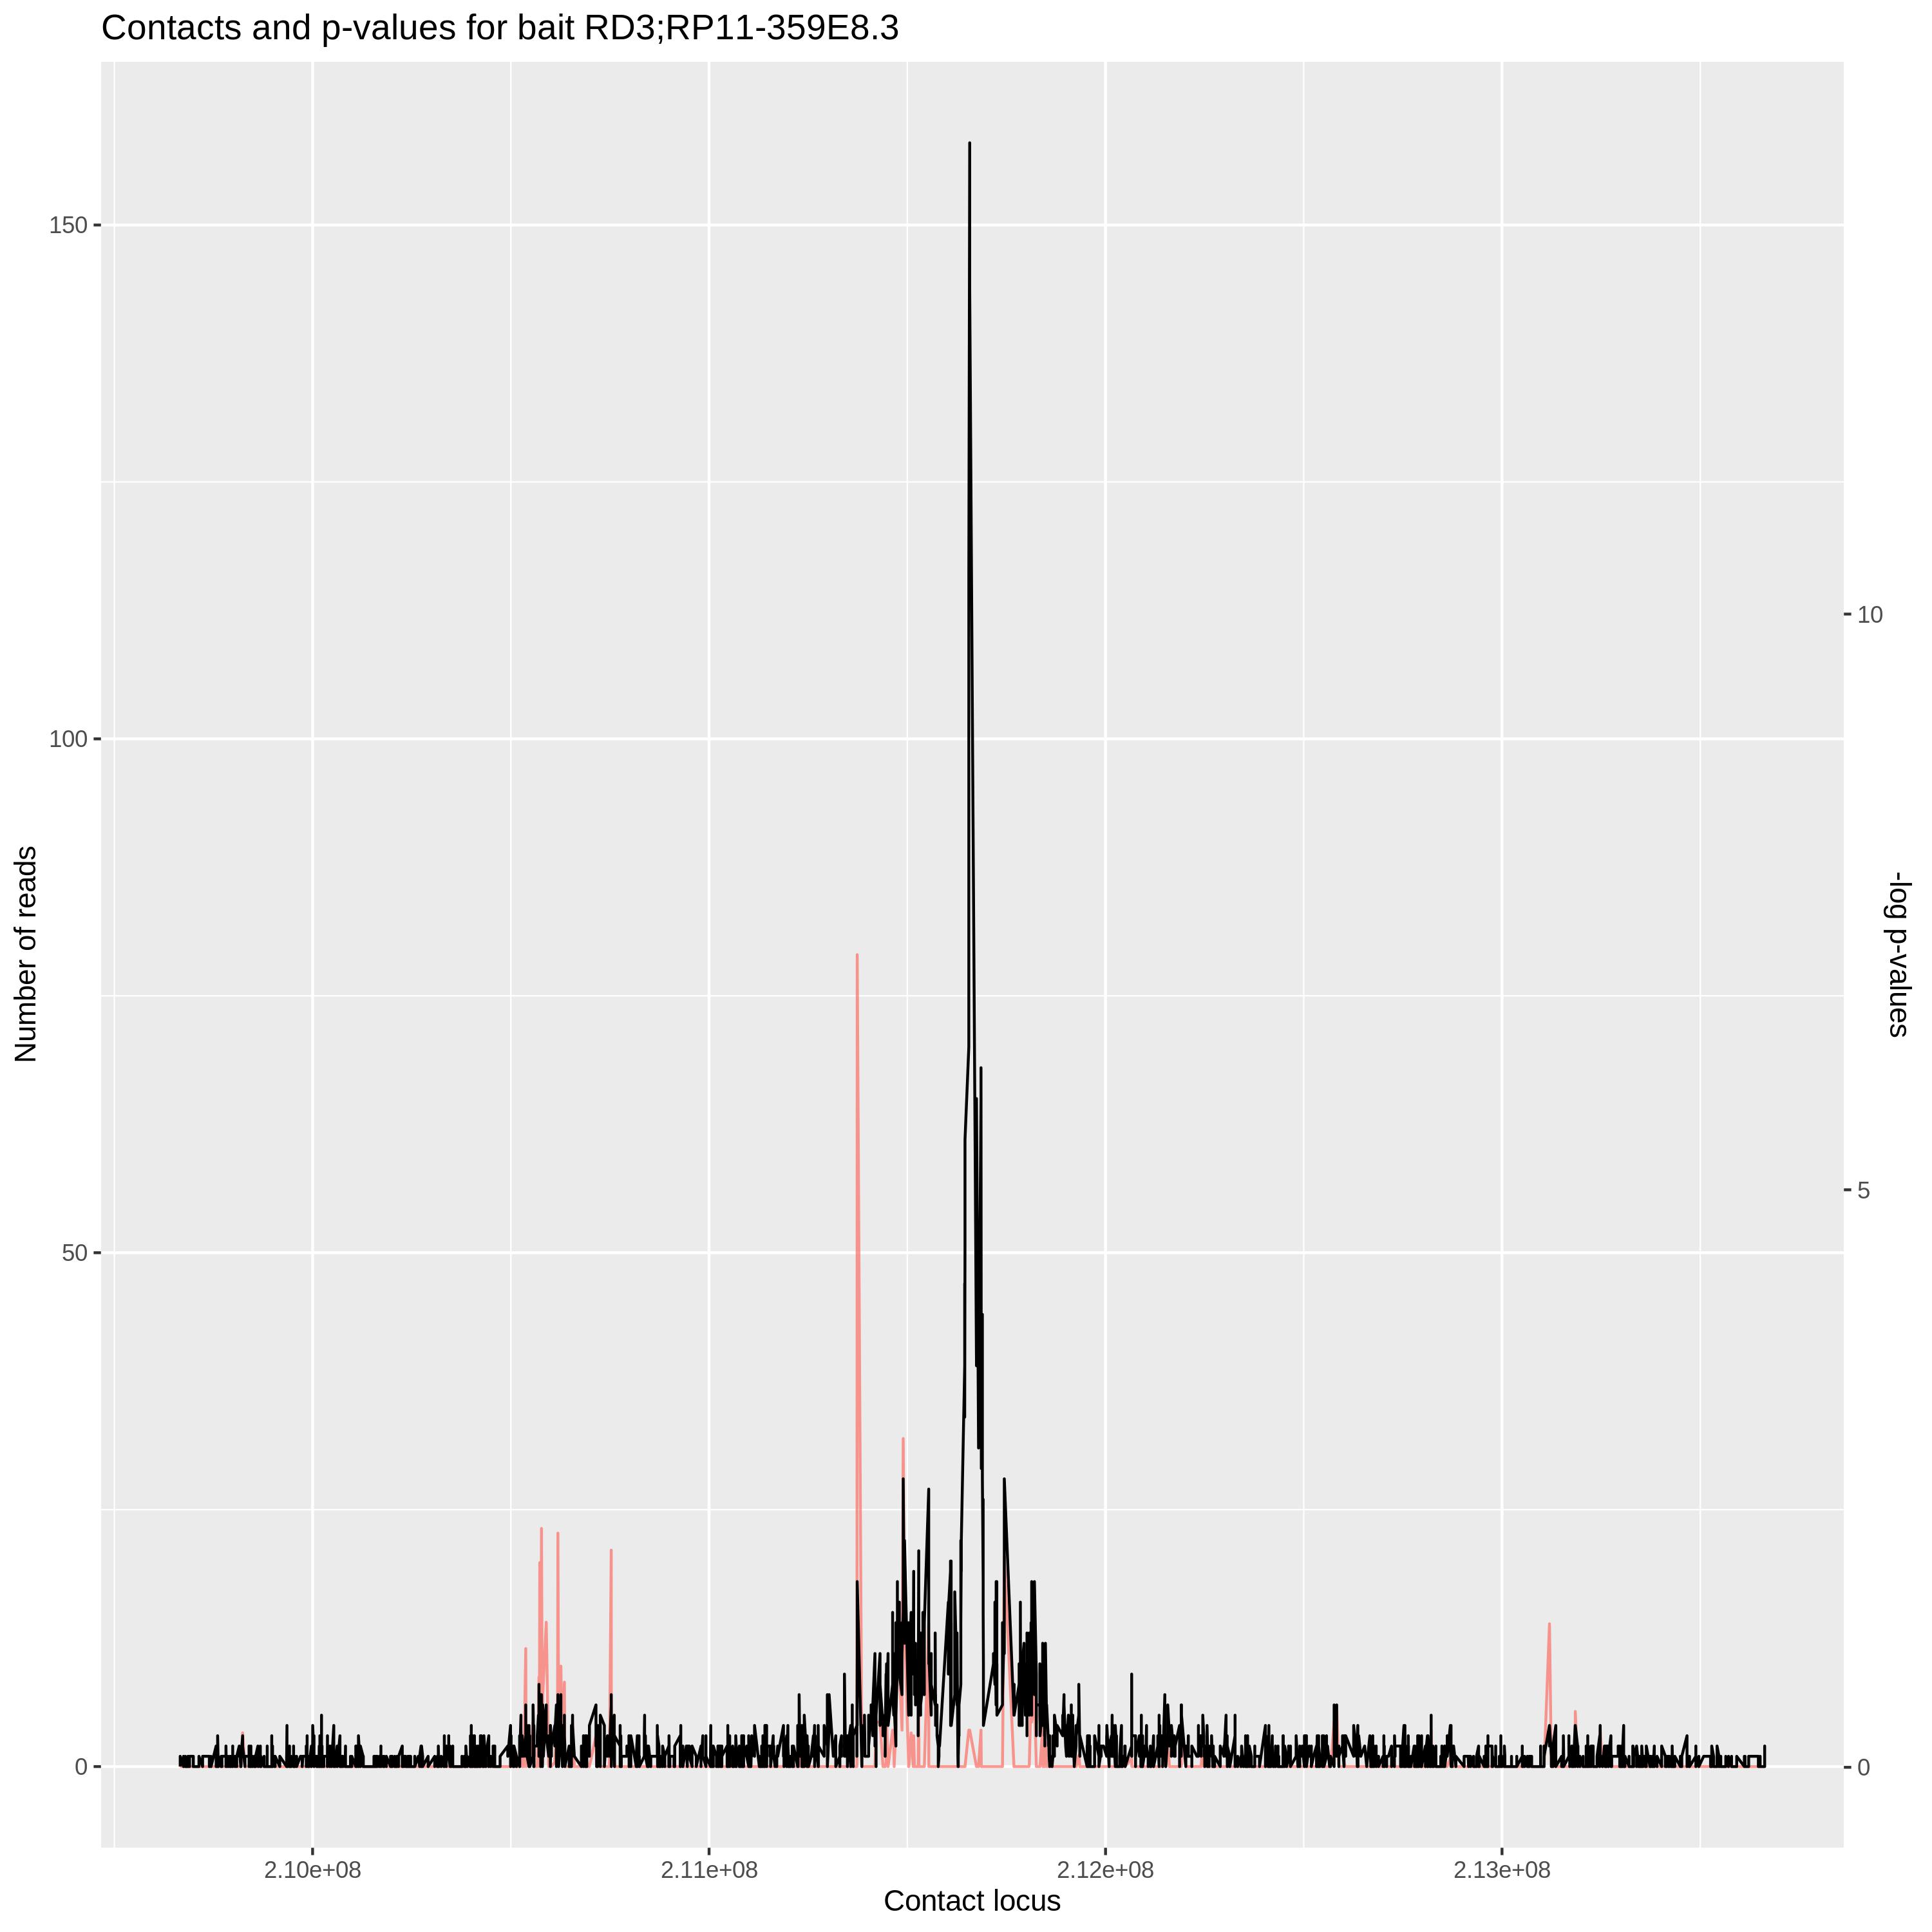 Contacts and p-values for bait RD3;RP11-359E8.3
150
100
50
0
Number of reads
10
5
0
-log p-values
2.10e+08
2.11e+08
2.12e+08
2.13e+08
Contact locus